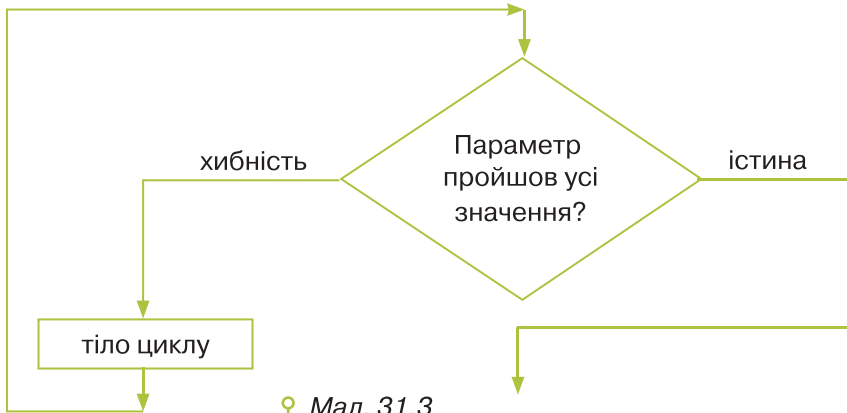 Параметр
пройшов усі
значення?
хибність
істина
тіло циклу
Мал. 31.3